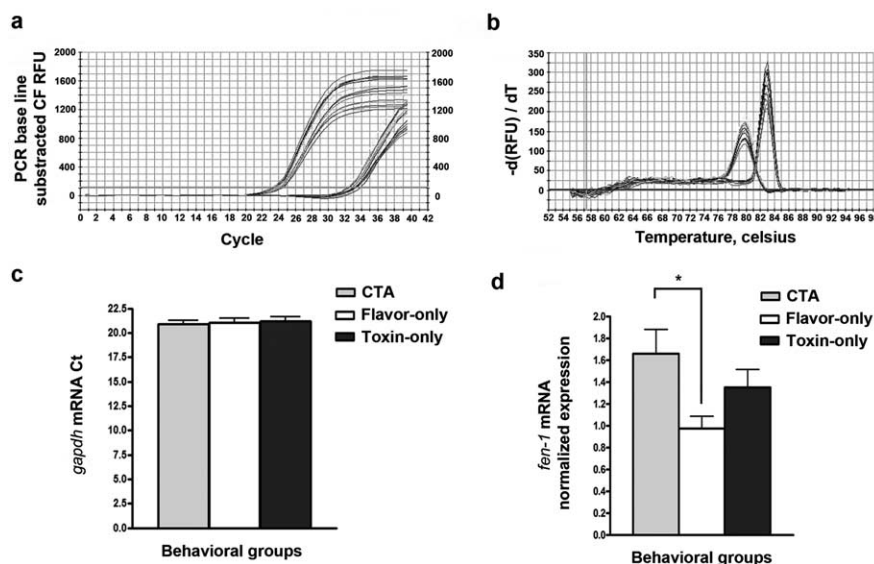 a
PCR base line
substracted CF RFU
2000
1600
1200
800
400
0
2000
1600
1200
800
400
0
0 2 4 6 8 10 12 14 16 18 20 22 24 26 28 30 32 34 36 38 40 42
Cycle
b
-d(RFU) / dT
350
300
250
200
150
100
50
0
52 54 56 58 60 62 64 66 68 70 72 74 76 78 80 82 84 86 88 90 92 94 96 98
Temperature, celsius
c
gapdh mRNA Ct
22.5
20.0
17.5
15.0
12.5
10.0
7.5
5.0
2.5
0.0
CTA
Flavor-only
Toxin-only
Behavioral groups
d
fen-1 mRNA
normalized expression
2.0
1.8
1.6
1.4
1.2
1.0
0.8
0.6
0.4
0.2
0.0
*
CTA
Flavor-only
Toxin-only
Behavioral groups